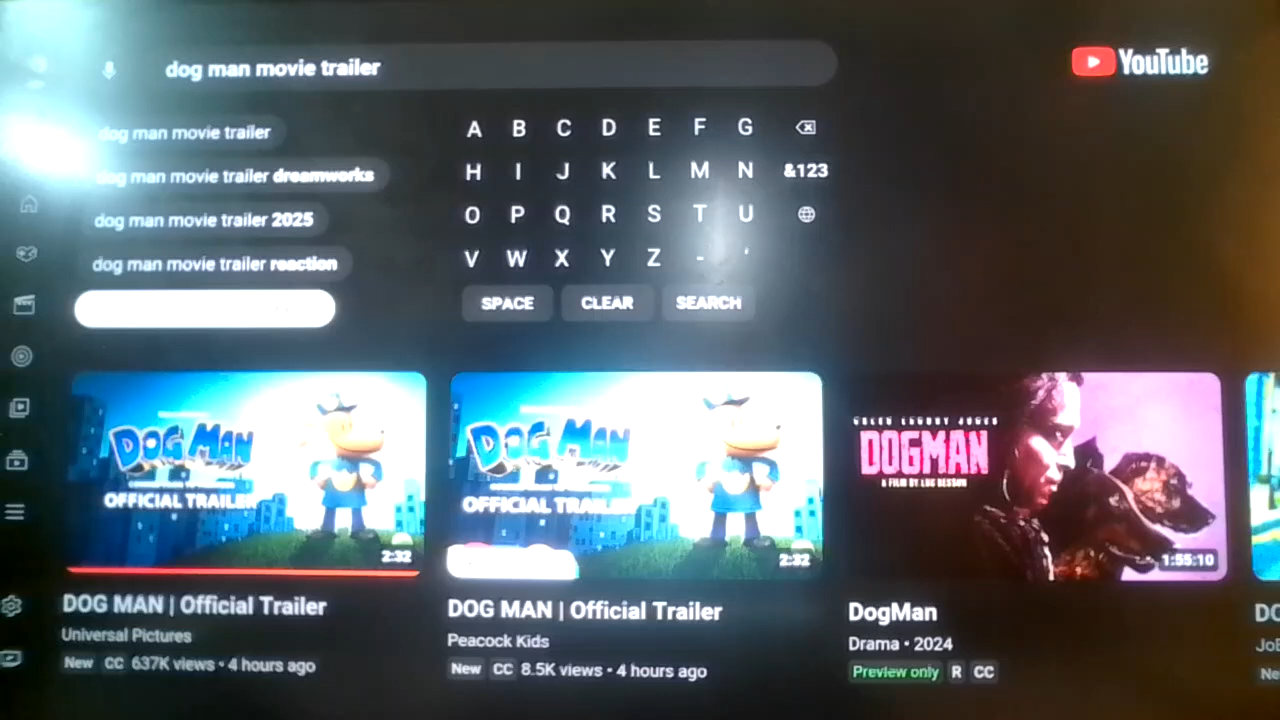 dog man movie trailer
YouTube
dog man movie trailer
dog man movie trailer dreamworks
dog man movie trailer 2025
dog man movie trailer reaction
A B C D E F G
H I J K L M N &123
O P Q R S T U
V W X Y Z - '
SPACE CLEAR SEARCH
DOG MAN
OFFICIAL TRAILER
2:32
DOG MAN | Official Trailer
Universal Pictures
New CC 637K views • 4 hours ago
DOG MAN
OFFICIAL TRAILER
2:32
DOG MAN | Official Trailer
Peacock Kids
New CC 8.5K views • 4 hours ago
CALEB LANDRY JONES
DOGMAN
A FILM BY LUC BESSON
1:55:10
DogMan
Drama • 2024
Preview only R CC